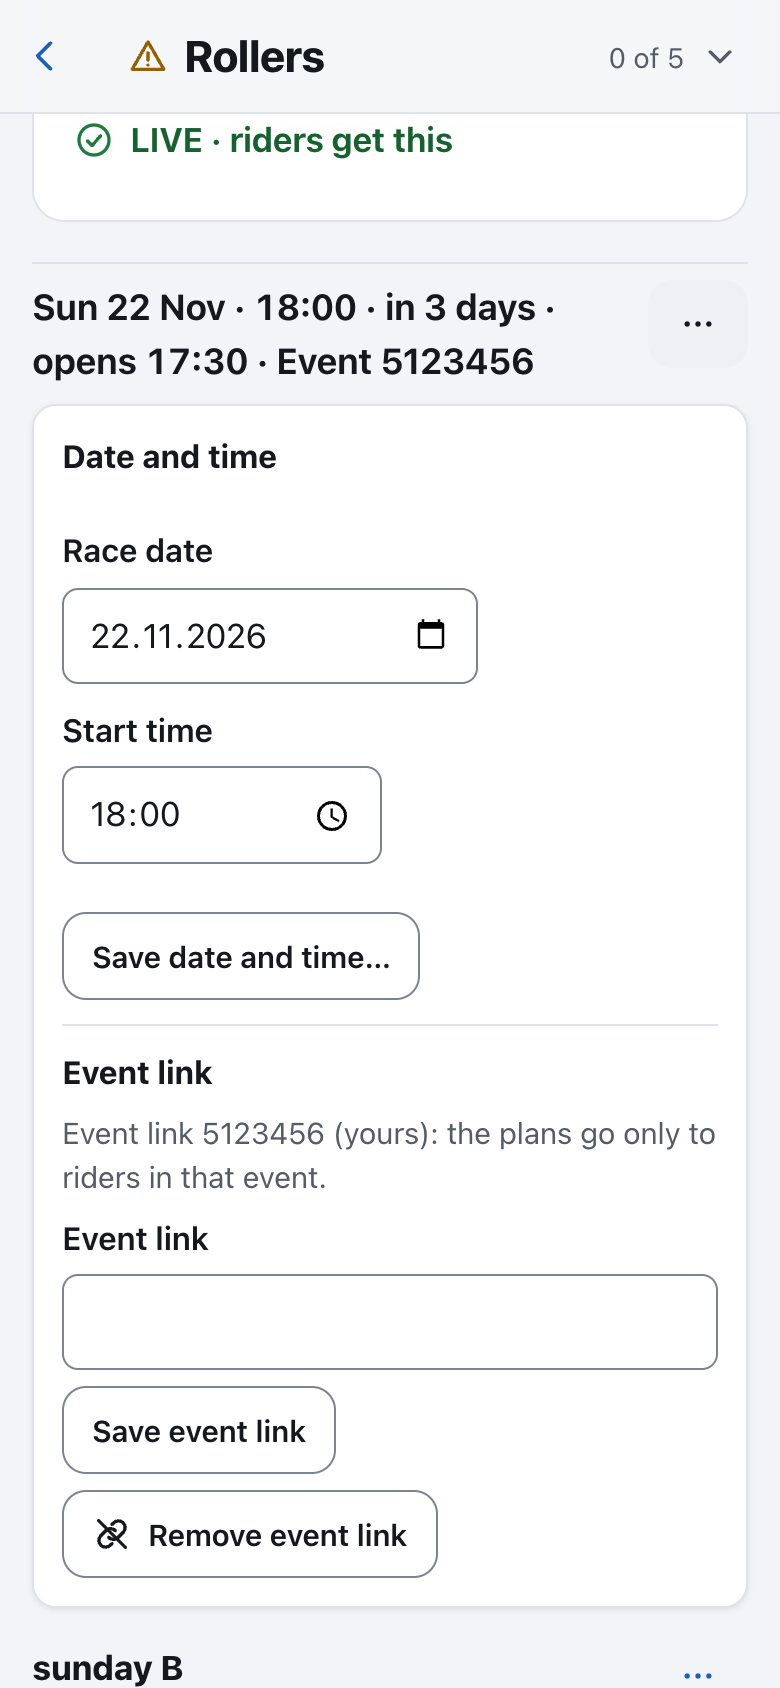 Rollers
0 of 5
LIVE · riders get this
Sun 22 Nov · 18:00 · in 3 days ·
opens 17:30 · Event 5123456
...
Date and time
Race date
22.11.2026
Start time
18:00
Save date and time...
Event link
Event link 5123456 (yours): the plans go only to
riders in that event.
Event link
Save event link
Remove event link
sunday B
...